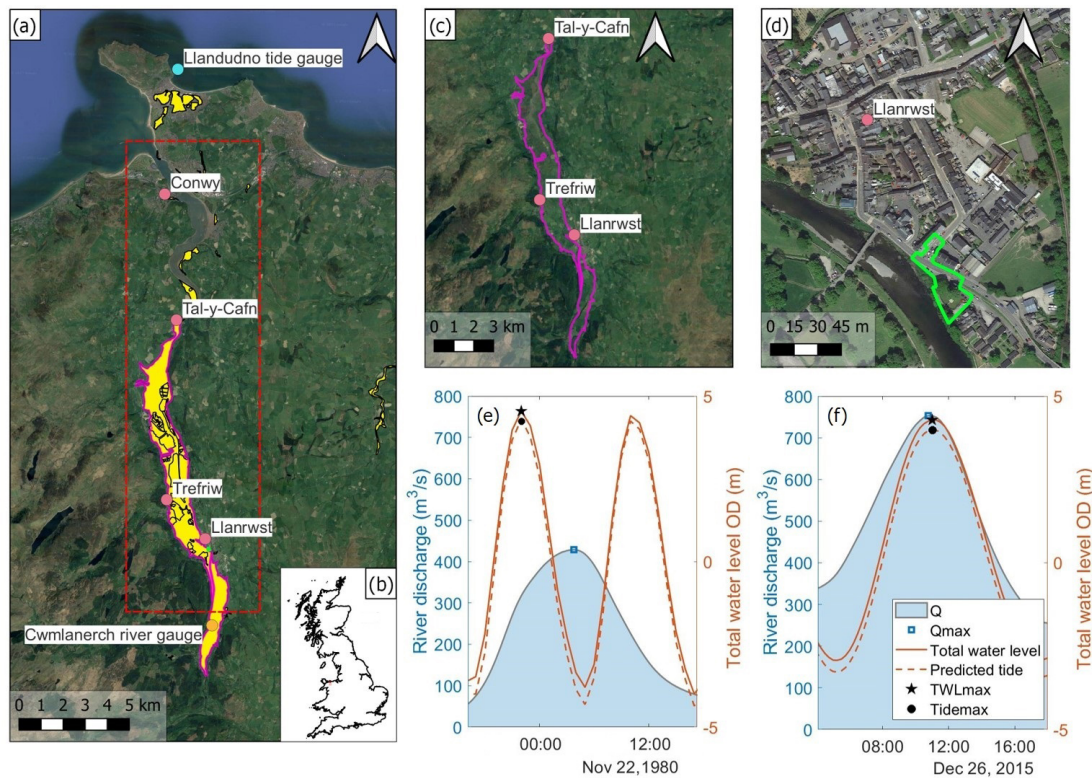 (a)
Llandudno tide gauge
Conwy
Tal-y-Cafn
Trefriw
Llanrwst
Cwmlanerch river gauge
0 1 2 3 4 5 km
(b)
(c)
Tal-y-Cafn
Trefriw
Llanrwst
0 1 2 3 km
(d)
Llanrwst
0 15 30 45 m
(e)
River discharge (m³/s)
800
700
600
500
400
300
200
100
0
5
0
-5
Total water level OD (m)
00:00 12:00
Nov 22,1980
(f)
River discharge (m³/s)
800
700
600
500
400
300
200
100
0
5
0
-5
Total water level OD (m)
Q
Qmax
Total water level
Predicted tide
TWLmax
Tidemax
08:00 12:00 16:00
Dec 26, 2015